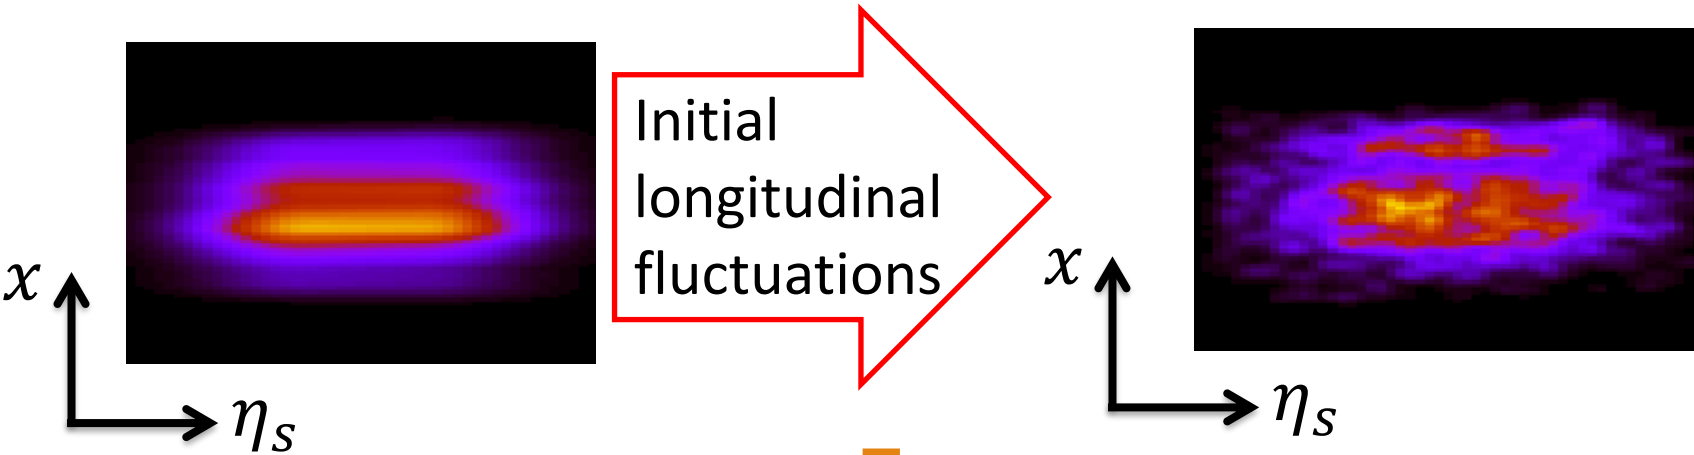 Initial
longitudinal
fluctuations
x
η_s
x
η_s